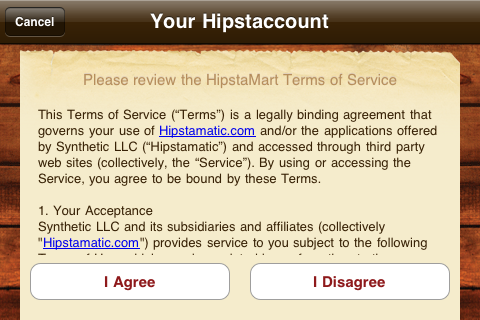 Cancel
Your Hipstaccount
Please review the HipstaMart Terms of Service
This Terms of Service (“Terms”) is a legally binding agreement that
governs your use of Hipstamatic.com and/or the applications offered
by Synthetic LLC (“Hipstamatic”) and accessed through third party
web sites (collectively, the “Service”). By using or accessing the
Service, you agree to be bound by these Terms.
1. Your Acceptance
Synthetic LLC and its subsidiaries and affiliates (collectively
"Hipstamatic.com") provides service to you subject to the following
I Agree
I Disagree